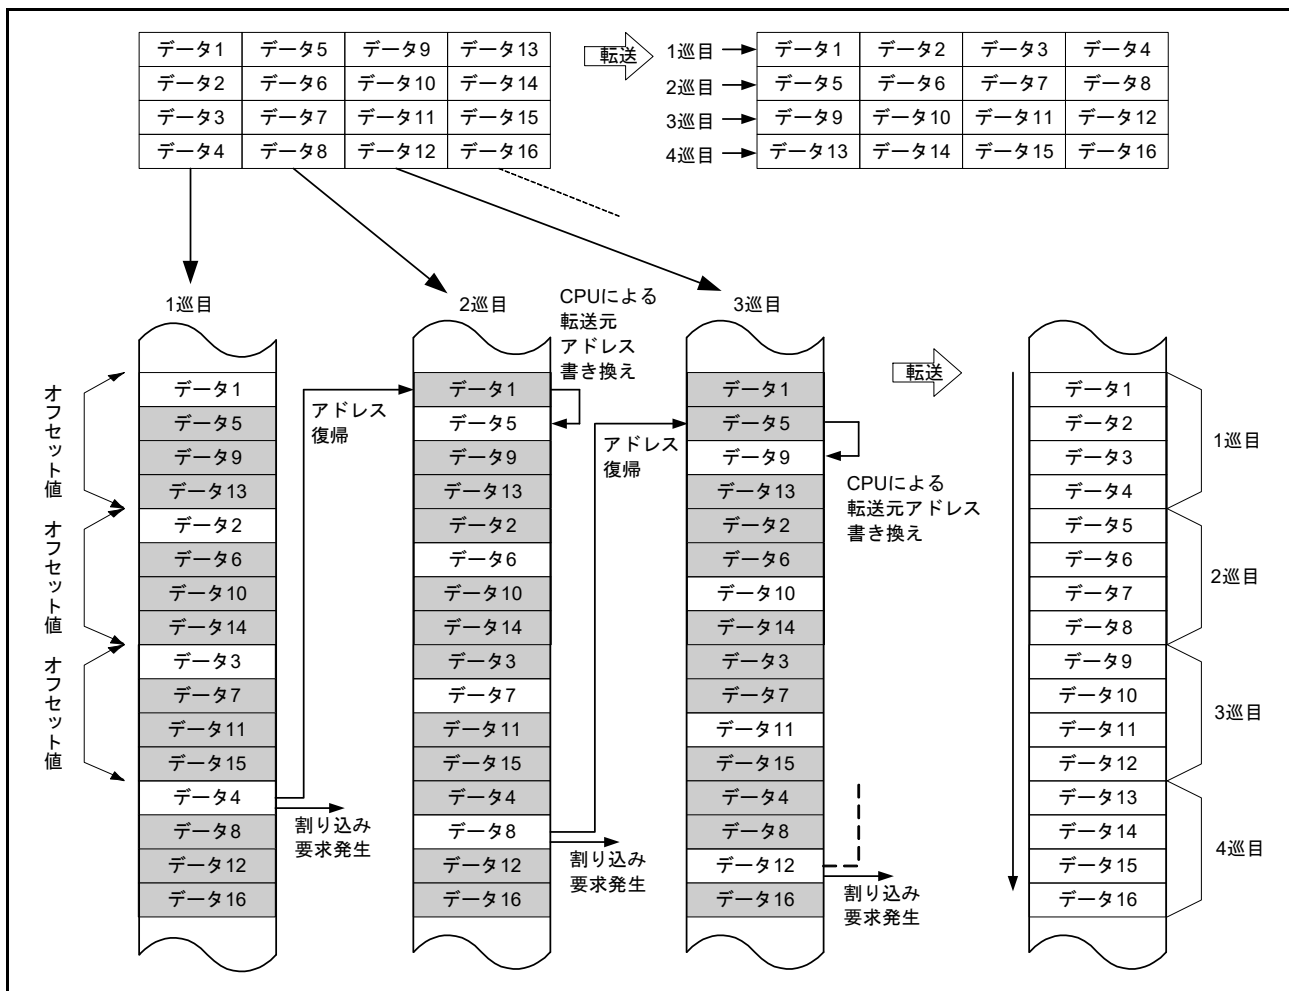 データ1 データ5 データ9 データ13
データ2 データ6 データ10 データ14
データ3 データ7 データ11 データ15
データ4 データ8 データ12 データ16
転送
1巡目 データ1 データ2 データ3 データ4
2巡目 データ5 データ6 データ7 データ8
3巡目 データ9 データ10 データ11 データ12
4巡目 データ13 データ14 データ15 データ16
1巡目
データ1
データ5
データ9
データ13
データ2
データ6
データ10
データ14
データ3
データ7
データ11
データ15
データ4
データ8
データ12
データ16
オフセット値
オフセット値
オフセット値
アドレス
復帰
割り込み
要求発生
2巡目
CPUによる
転送元
アドレス
書き換え
データ1
データ5
データ9
データ13
データ2
データ6
データ10
データ14
データ3
データ7
データ11
データ15
データ4
データ8
データ12
データ16
アドレス
復帰
割り込み
要求発生
3巡目
データ1
データ5
データ9
データ13
データ2
データ6
データ10
データ14
データ3
データ7
データ11
データ15
データ4
データ8
データ12
データ16
CPUによる
転送元アドレス
書き換え
割り込み
要求発生
転送
データ1
データ2
データ3
データ4
データ5
データ6
データ7
データ8
データ9
データ10
データ11
データ12
データ13
データ14
データ15
データ16
1巡目
2巡目
3巡目
4巡目